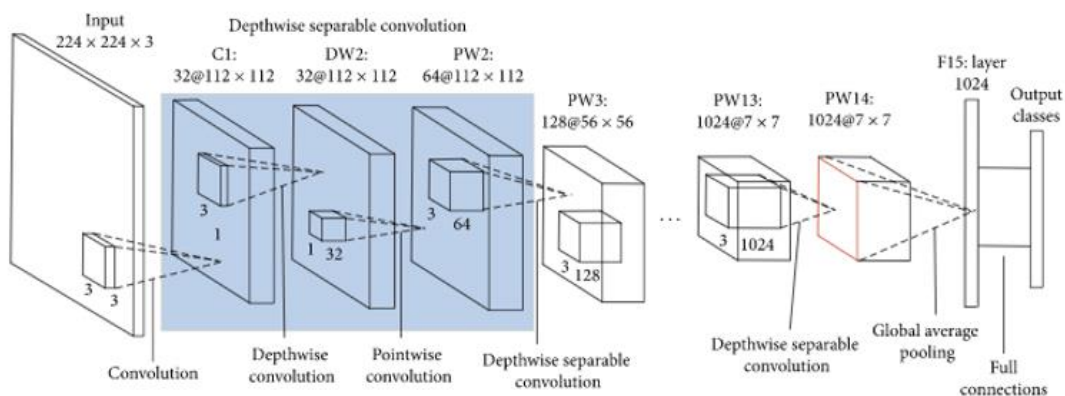 Input
224 × 224 × 3
Depthwise separable convolution
C1:
32@112 × 112
DW2:
32@112 × 112
PW2:
64@112 × 112
PW3:
128@56 × 56
PW13:
1024@7 × 7
PW14:
1024@7 × 7
F15: layer
1024
Output
classes
3
3
3
1
1
32
3
64
3
128
...
3
1024
Convolution
Depthwise
convolution
Pointwise
convolution
Depthwise separable
convolution
Depthwise separable
convolution
Global average
pooling
Full
connections